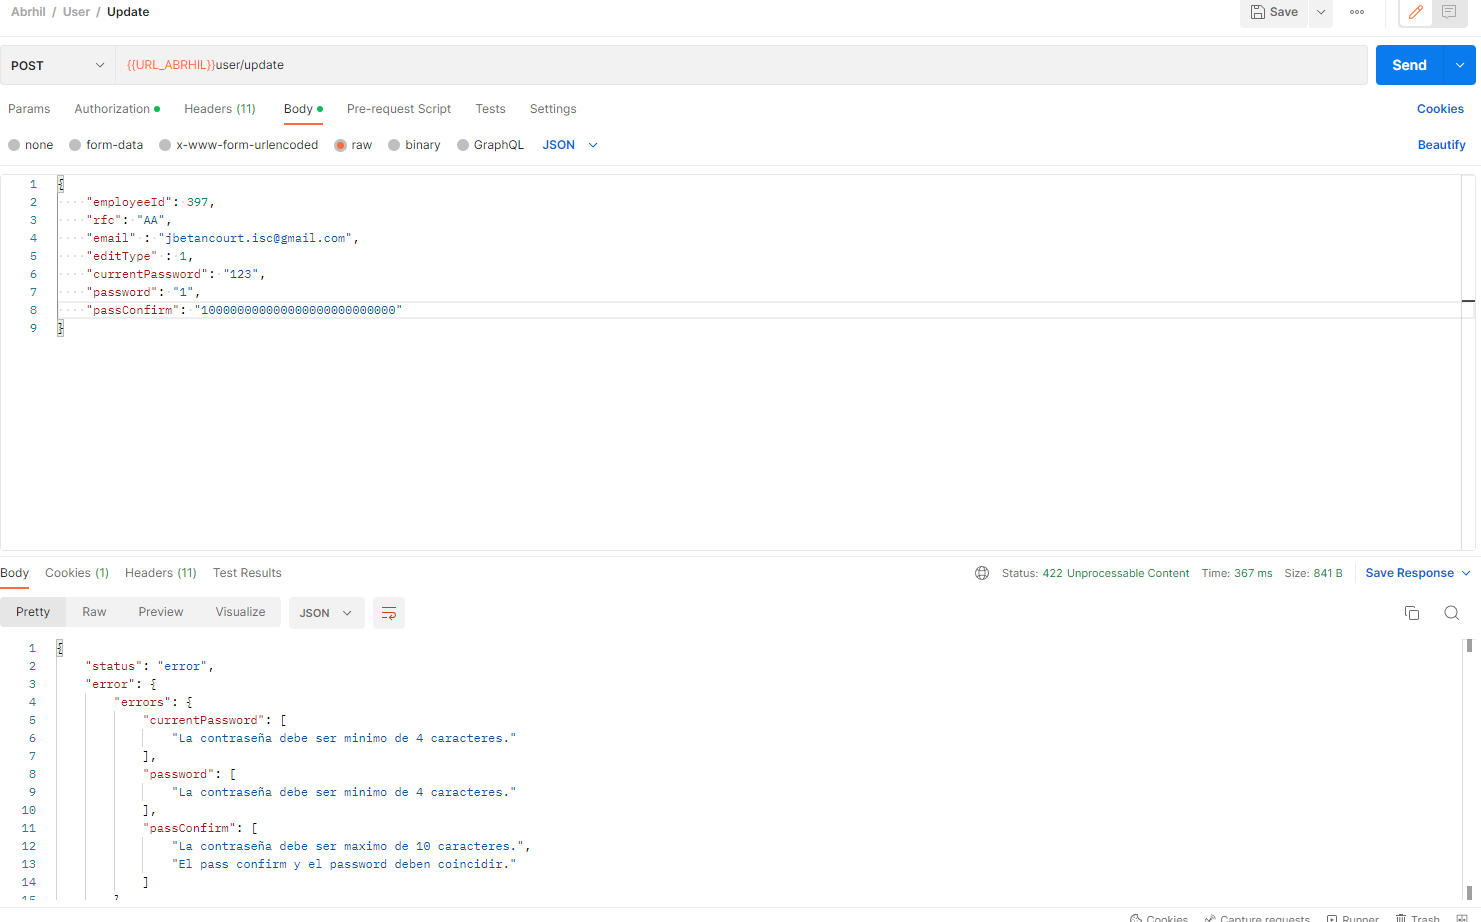 Abrhil / User / Update
Save
POST
{{URL_ABRHIL}}user/update
Send
Params Authorization Headers (11) Body Pre-request Script Tests Settings Cookies
none form-data x-www-form-urlencoded raw binary GraphQL JSON Beautify
1 {
2 "employeeId": 397,
3 "rfc": "AA",
4 "email" : "jbetancourt.isc@gmail.com",
5 "editType" : 1,
6 "currentPassword": "123",
7 "password": "1",
8 "passConfirm": "100000000000000000000000000"
9 }
Body Cookies (1) Headers (11) Test Results Status: 422 Unprocessable Content Time: 367 ms Size: 841 B Save Response
Pretty Raw Preview Visualize JSON
1 {
2 "status": "error",
3 "error": {
4 "errors": {
5 "currentPassword": [
6 "La contraseña debe ser minimo de 4 caracteres."
7 ],
8 "password": [
9 "La contraseña debe ser minimo de 4 caracteres."
10 ],
11 "passConfirm": [
12 "La contraseña debe ser maximo de 10 caracteres.",
13 "El pass confirm y el password deben coincidir."
14 ]
15 }
Cookies Capture requests Runner Trash